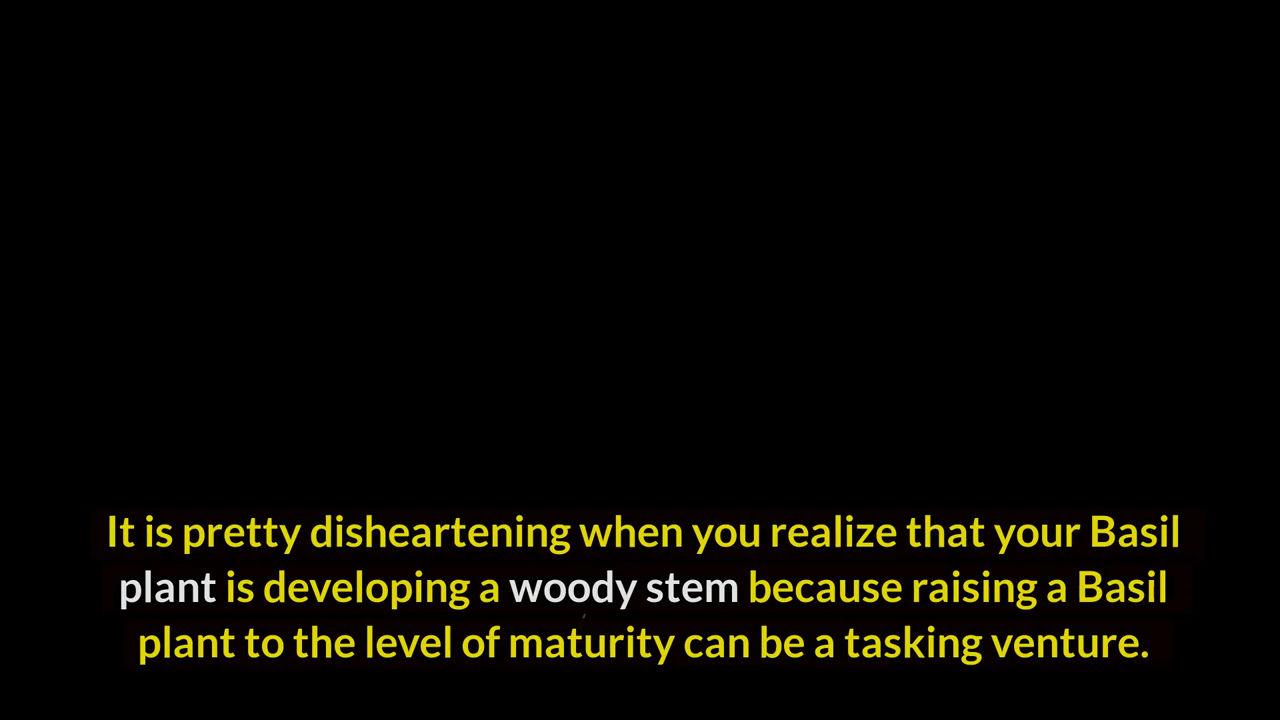 It is pretty disheartening when you realize that your Basil
plant is developing a woody stem because raising a Basil
plant to the level of maturity can be a tasking venture.